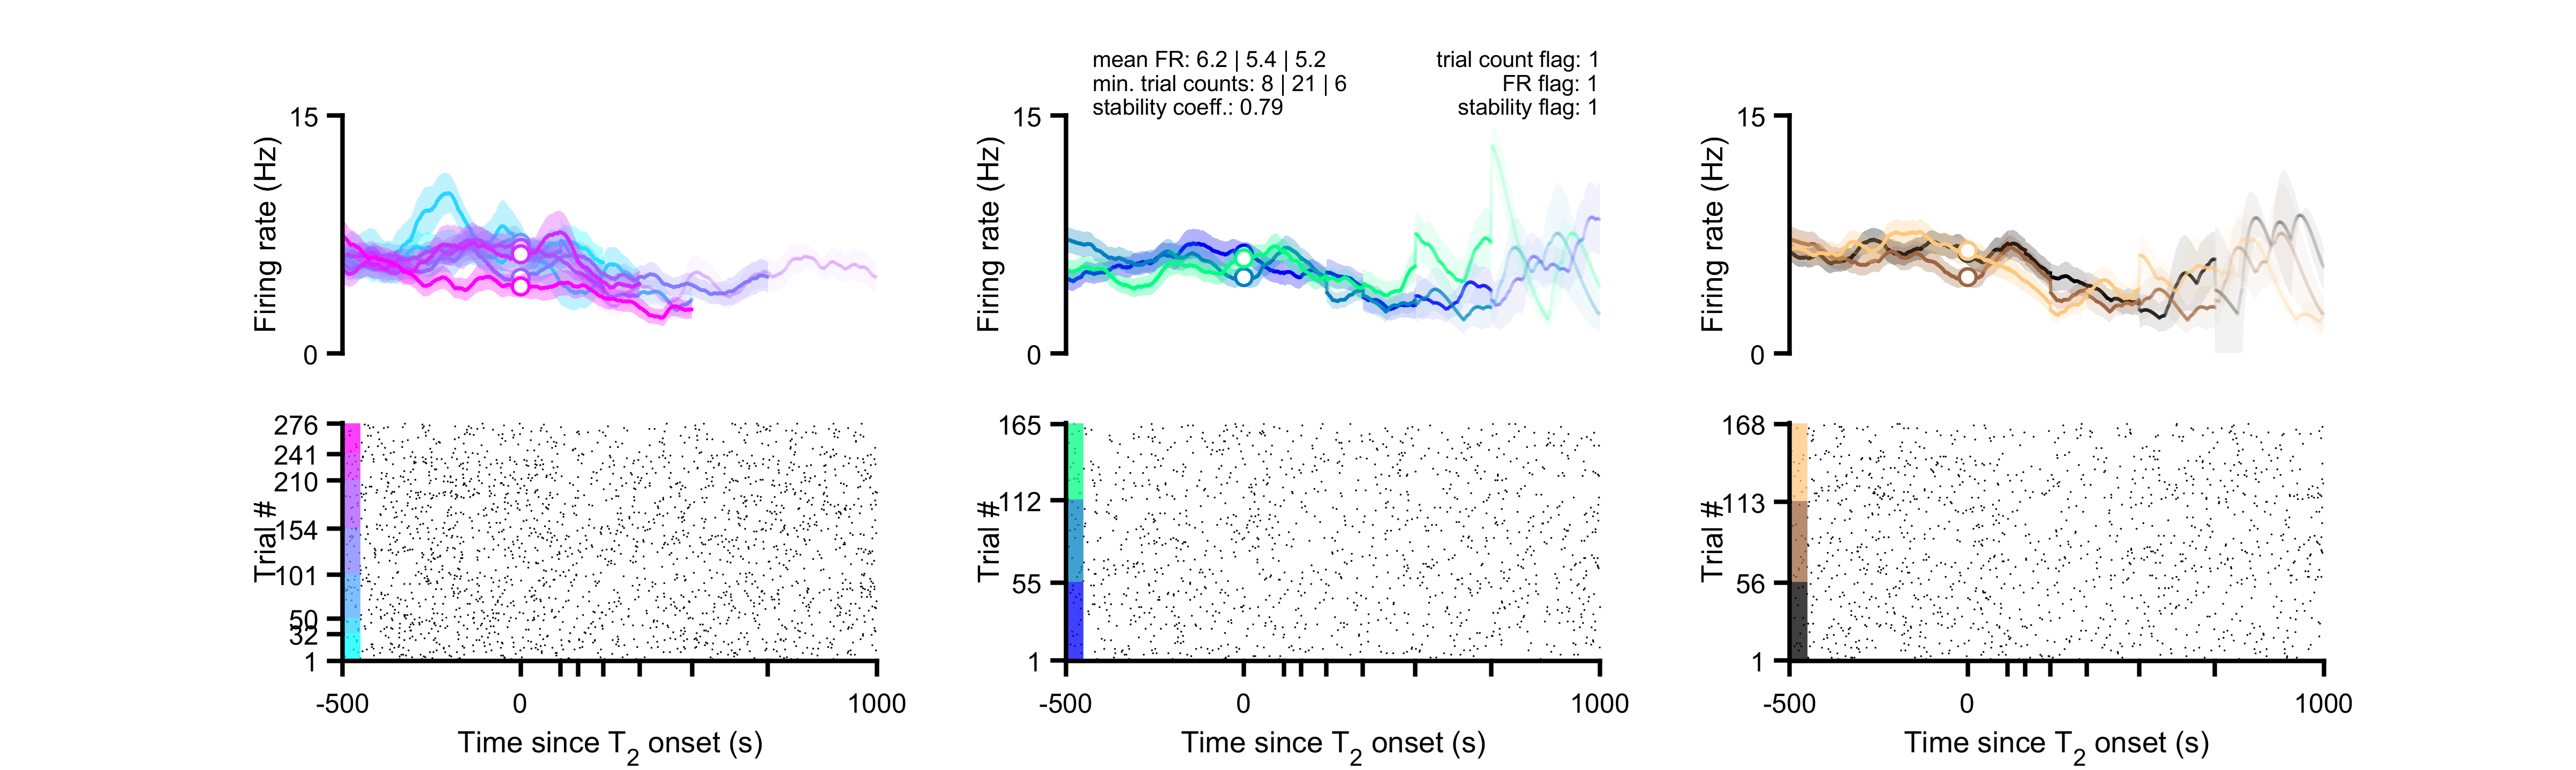 mean FR: 6.2 | 5.4 | 5.2
min. trial counts: 8 | 21 | 6
stability coeff.: 0.79
trial count flag: 1
FR flag: 1
stability flag: 1
15
Firing rate (Hz)
0
15
Firing rate (Hz)
0
15
Firing rate (Hz)
0
276
241
210
154
101
50
32
1
Trial #
-500
0
1000
Time since T2 onset (s)
165
112
55
1
Trial #
-500
0
1000
Time since T2 onset (s)
168
113
56
1
Trial #
-500
0
1000
Time since T2 onset (s)